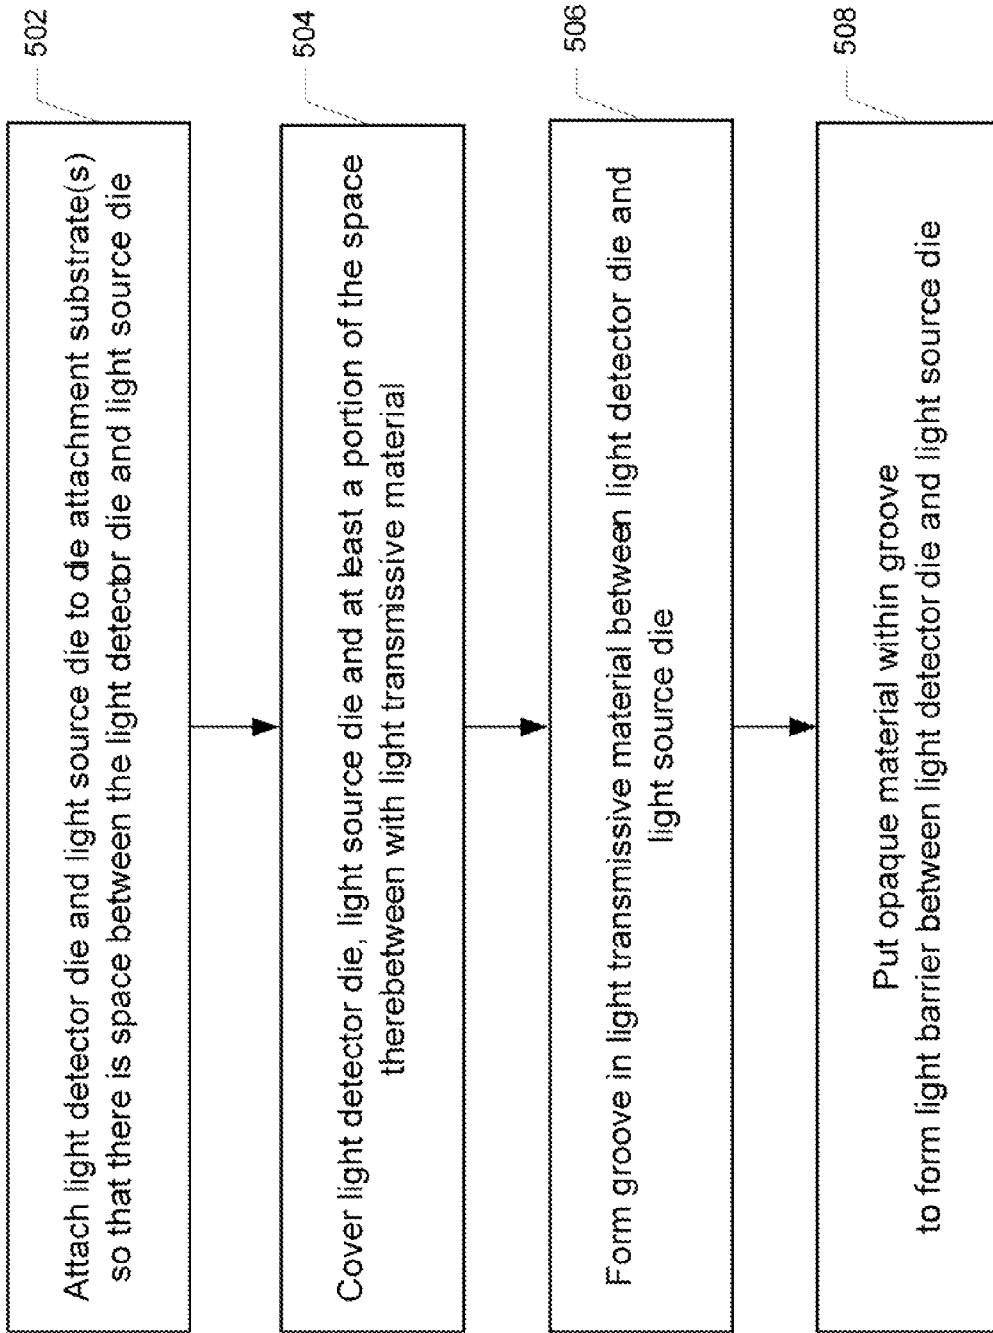 502
Attach light detector die and light source die to die attachment substrate(s)
so that there is space between the light detector die and light source die
504
Cover light detector die, light source die and at least a portion of the space
therebetween with light transmissive material
506
Form groove in light transmissive material between light detector die and
light source die
508
Put opaque material within groove
to form light barrier between light detector die and light source die